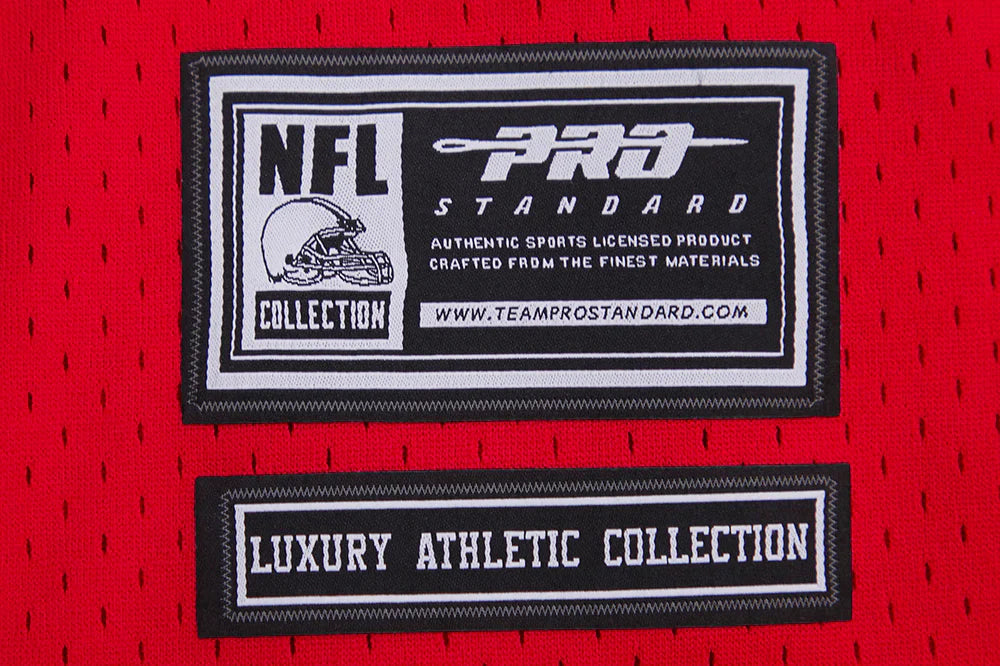 NFL
COLLECTION
PRO
STANDARD
AUTHENTIC SPORTS LICENSED PRODUCT
CRAFTED FROM THE FINEST MATERIALS
WWW.TEAMPROSTANDARD.COM
LUXURY ATHLETIC COLLECTION